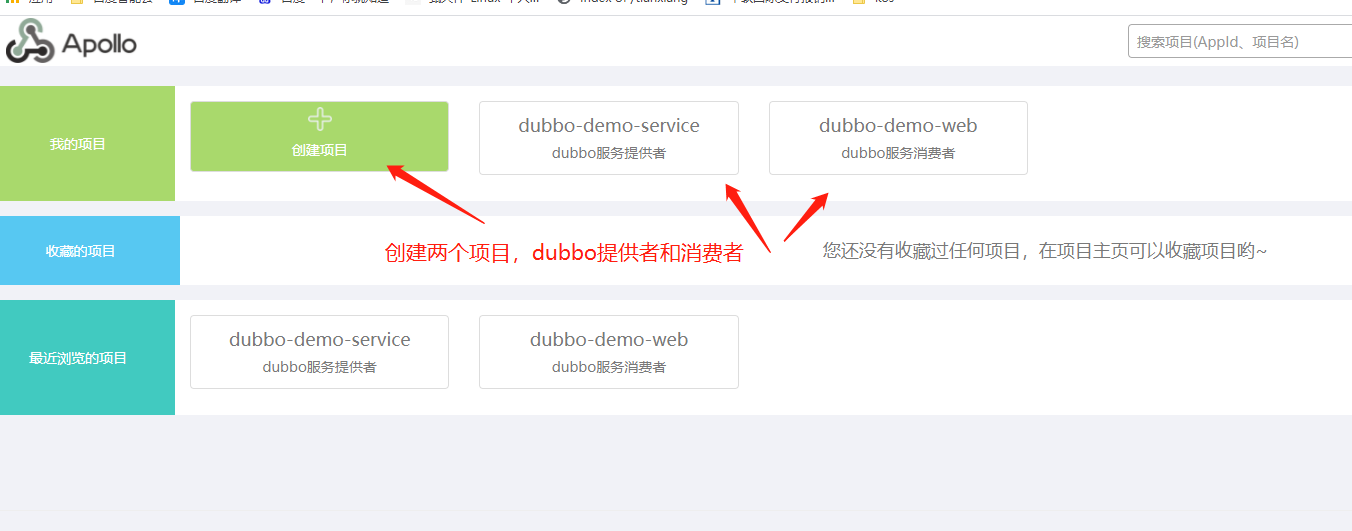 Apollo
搜索项目(AppId、项目名)
我的项目
创建项目
dubbo-demo-service
dubbo服务提供者
dubbo-demo-web
dubbo服务消费者
收藏的项目
创建两个项目，dubbo提供者和消费者
您还没有收藏过任何项目，在项目主页可以收藏项目哟~
最近浏览的项目
dubbo-demo-service
dubbo服务提供者
dubbo-demo-web
dubbo服务消费者